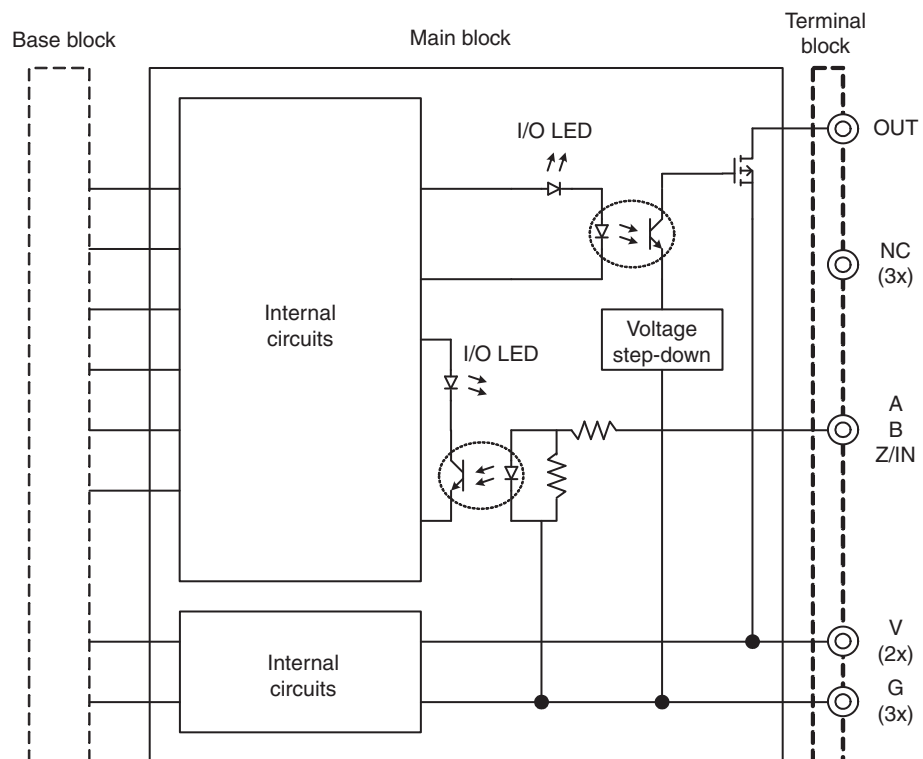 Base block
Main block
Terminal
block
I/O LED
OUT
NC
(3x)
Internal
circuits
Voltage
step-down
I/O LED
A
B
Z/IN
V
(2x)
Internal
circuits
G
(3x)